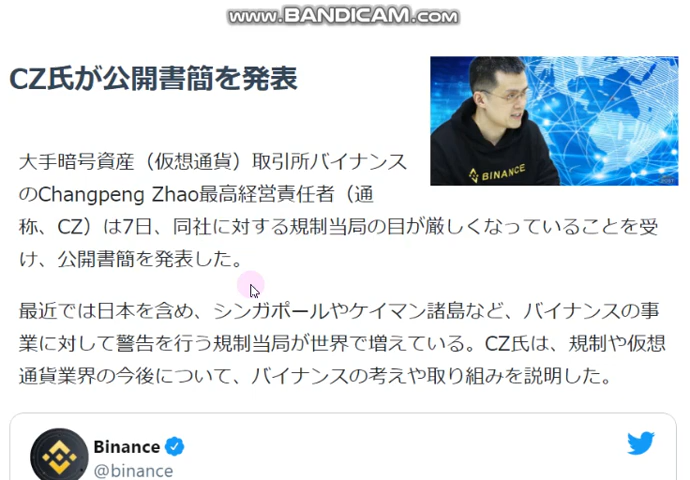 www.BANDICAM.com
CZ氏が公開書簡を発表
BINANCE
大手暗号資産（仮想通貨）取引所バイナンス
のChangpeng Zhao最高経営責任者（通
称、CZ）は7日、同社に対する規制当局の目が厳しくなっていることを受
け、公開書簡を発表した。
最近では日本を含め、シンガポールやケイマン諸島など、バイナンスの事
業に対して警告を行う規制当局が世界で増えている。CZ氏は、規制や仮想
通貨業界の今後について、バイナンスの考えや取り組みを説明した。
Binance
@binance